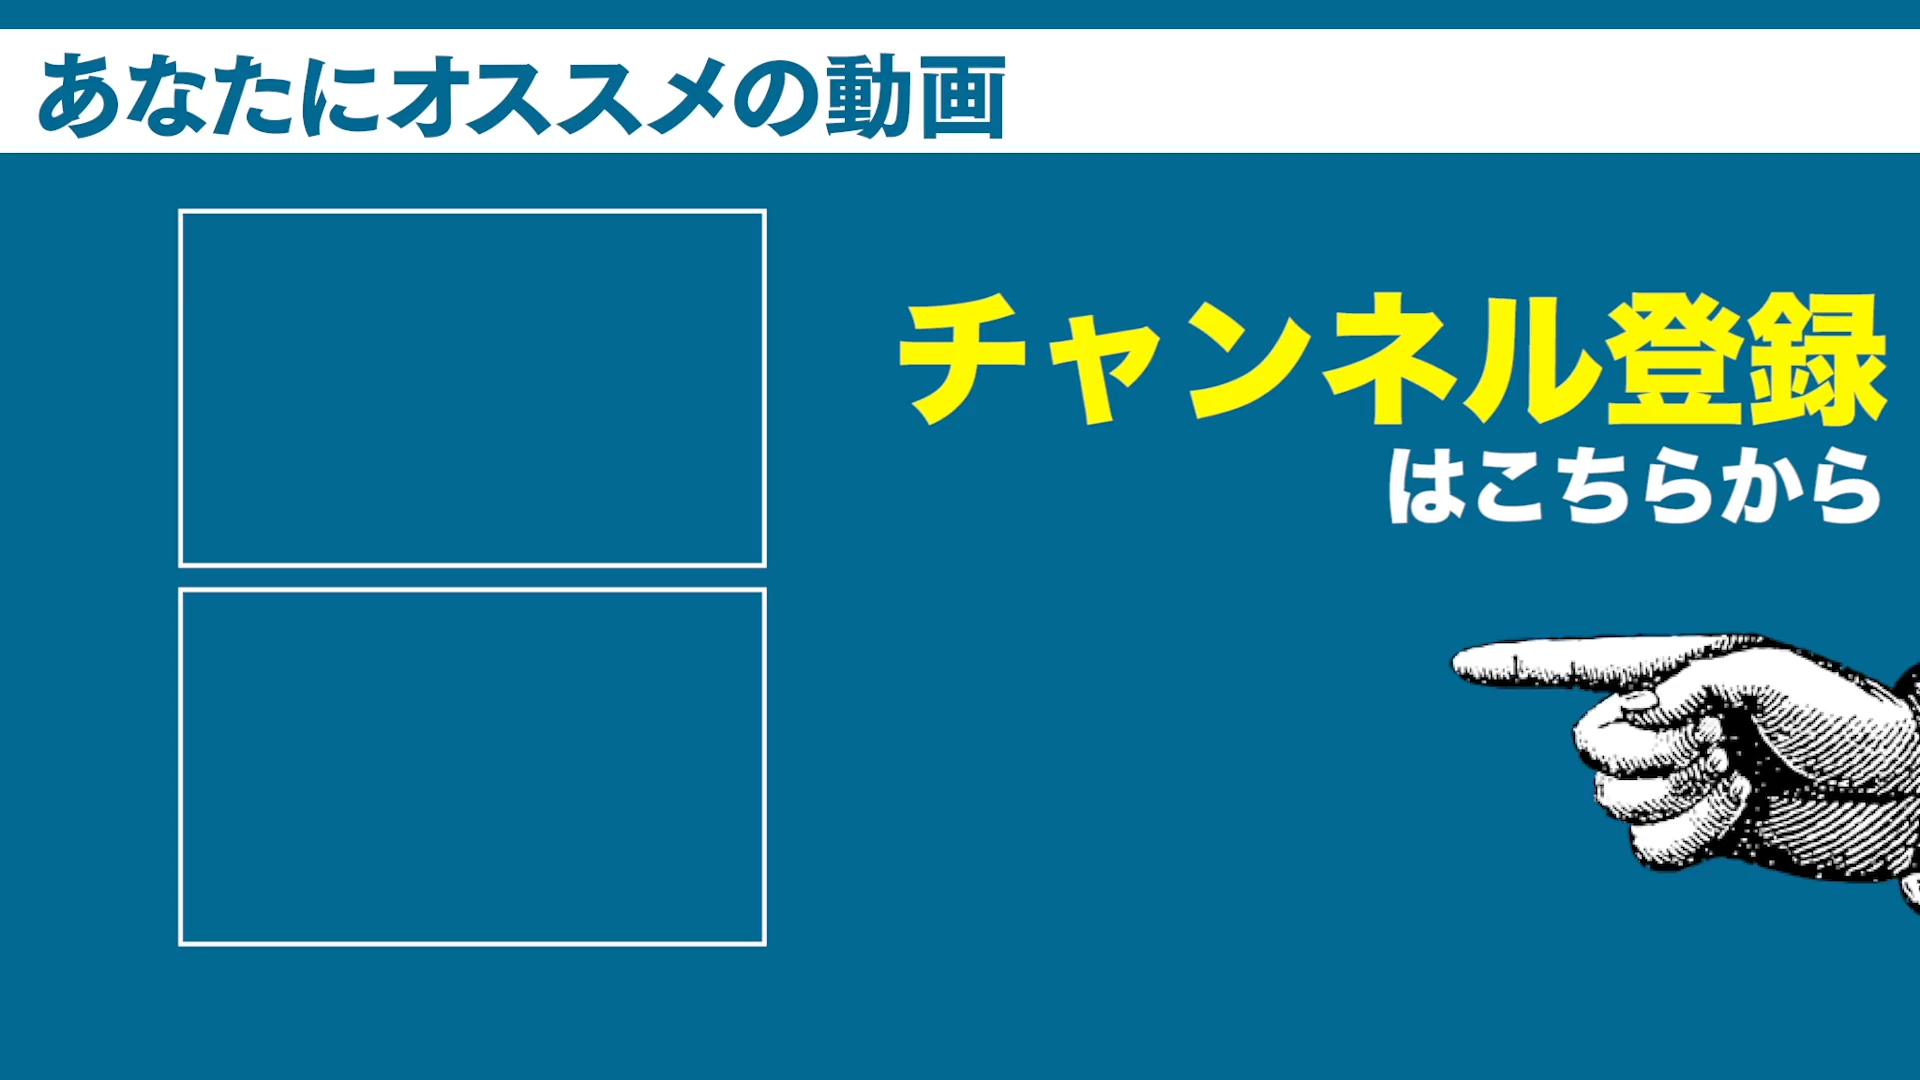 あなたにオススメの動画
チャンネル登録
はこちらから